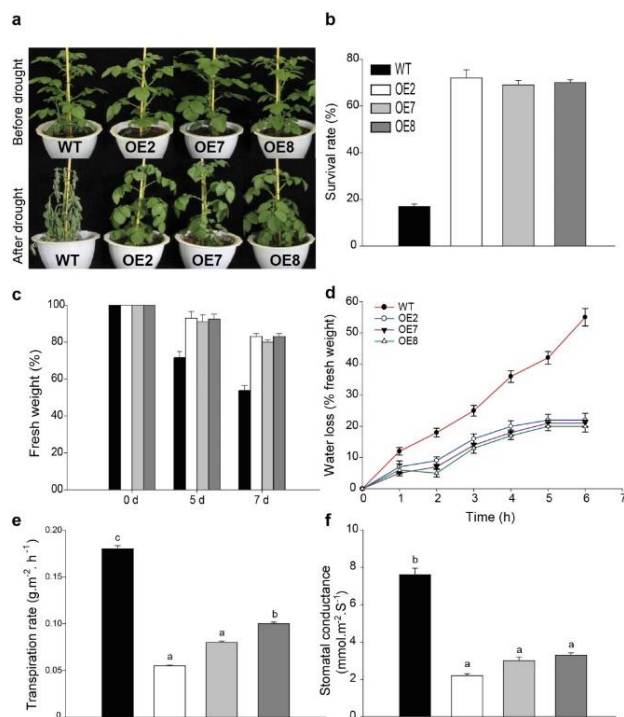 a
Before drought
WT OE2 OE7 OE8
After drought
WT OE2 OE7 OE8
b
80
60
40
20
0
Survival rate (%)
WT
OE2
OE7
OE8
c
100
80
60
40
20
00
Fresh weight (%)
0 d 5 d 7 d
d
60
50
40
30
20
10
0
Water loss (% fresh weight)
WT
OE2
OE7
OE8
0 1 2 3 4 5 6 7
Time (h)
e
0.20
0.15
0.10
0.05
0
Transpiration rate (g.m⁻². h⁻¹)
c
a
a
b
f
8
6
4
2
0
Stomatal conductance
(mmol.m⁻².S⁻¹)
b
a
a
a